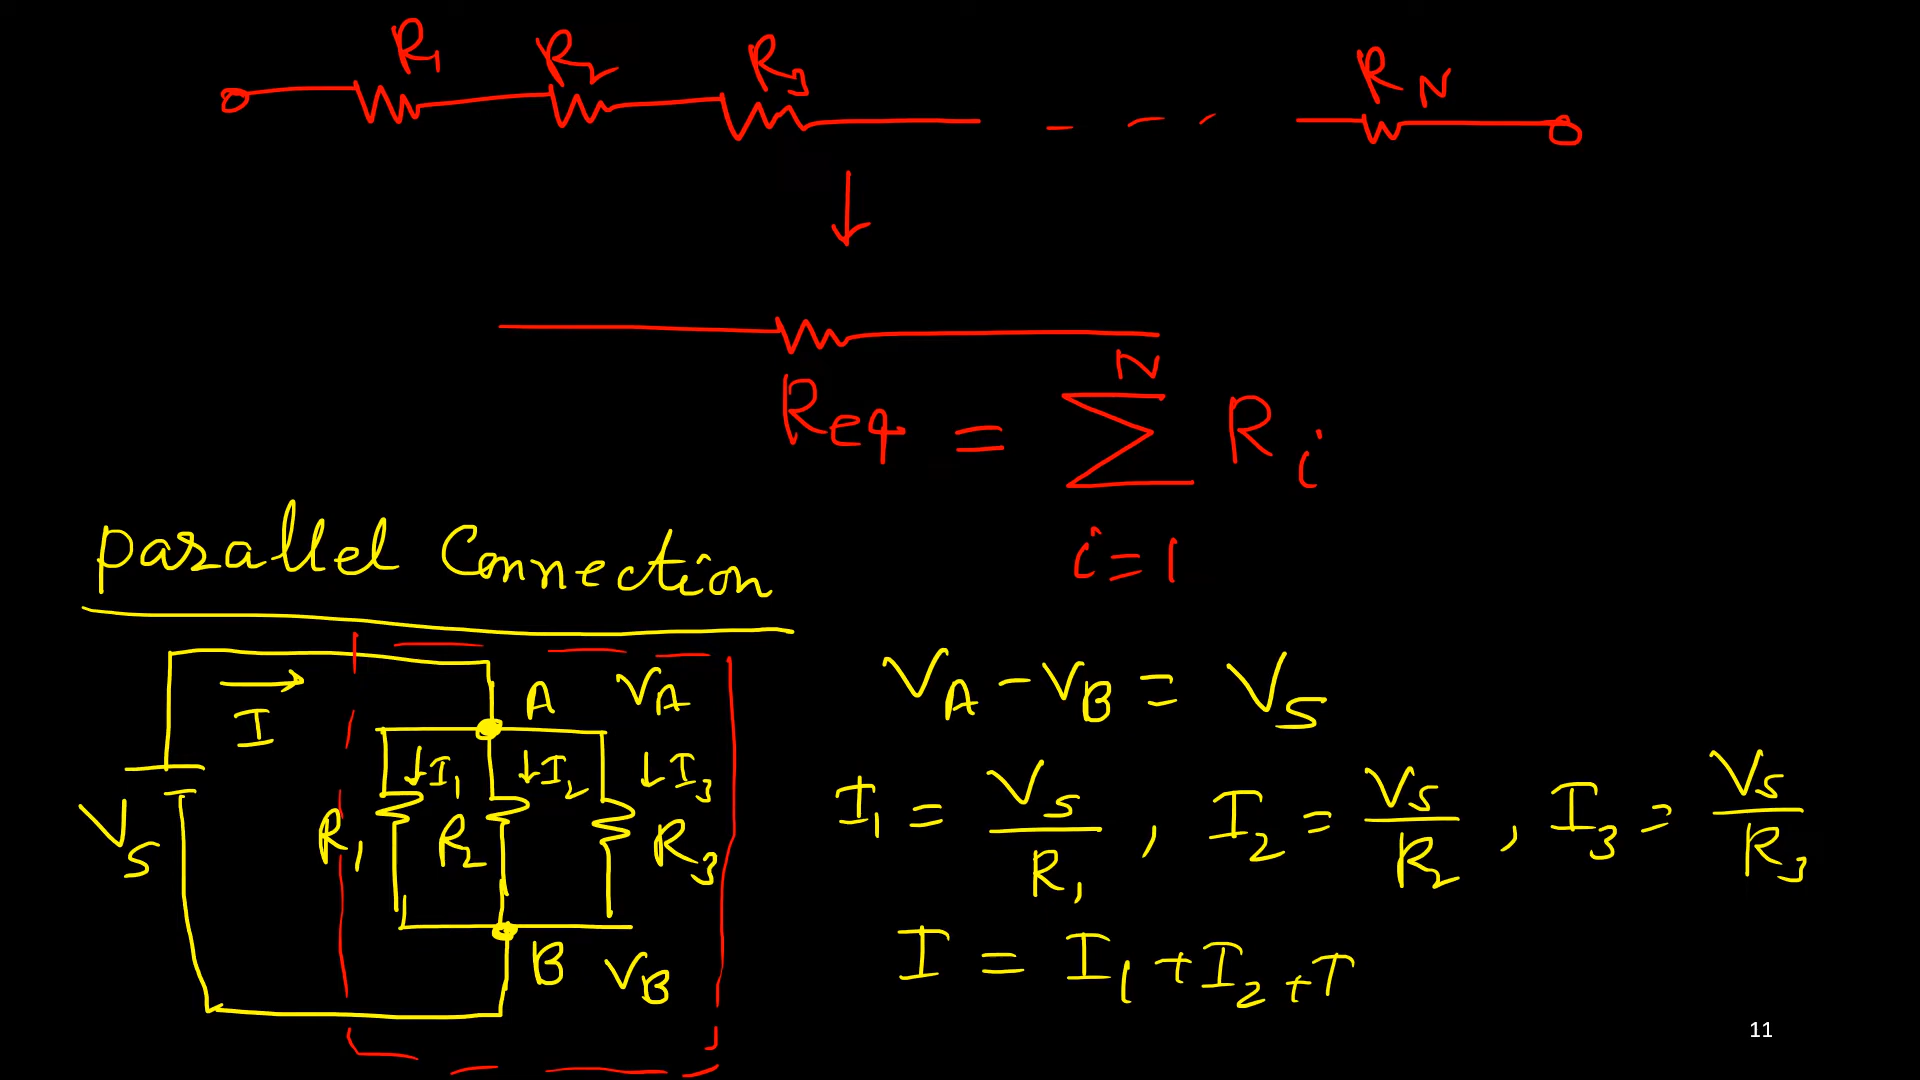 R1 R2 R3 RN
Req = Σ Ri
N
i=1
Parallel Connection
I
A VA
↓I1 ↓I2 ↓I3
Vs
R1 R2 R3
B VB
VA - VB = Vs
I1 = Vs/R1 , I2 = Vs/R2 , I3 = Vs/R3
I = I1 + I2 + I
11